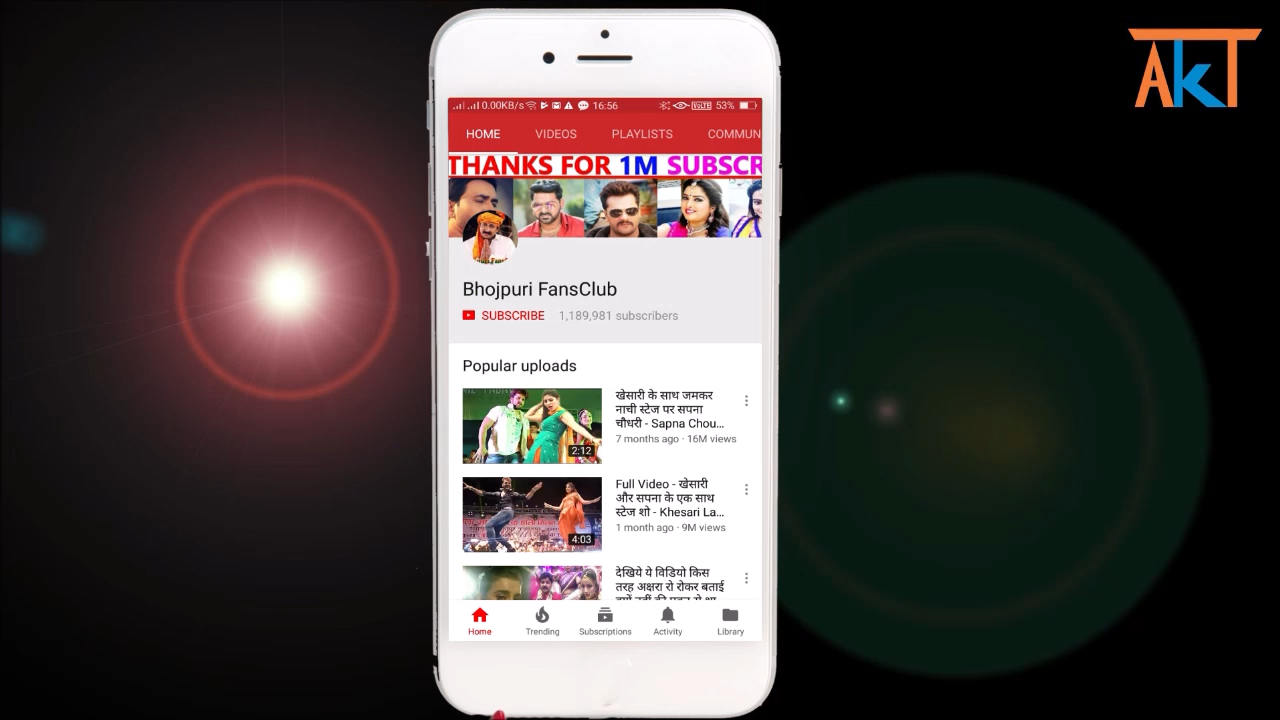 AKT
0.00KB/s 16:56 VoLTE 53%
HOME VIDEOS PLAYLISTS COMMUN
THANKS FOR 1M SUBSCR
Bhojpuri FansClub
SUBSCRIBE 1,189,981 subscribers
Popular uploads
खेसारी के साथ जमकर
नाची स्टेज पर सपना
चौधरी - Sapna Chou...
7 months ago · 16M views
2:12
Full Video - खेसारी
और सपना के एक साथ
स्टेज शो - Khesari La...
1 month ago · 9M views
4:03
देखिये ये विडियो किस
तरह अक्षरा रो रोकर बताई
Home Trending Subscriptions Activity Library